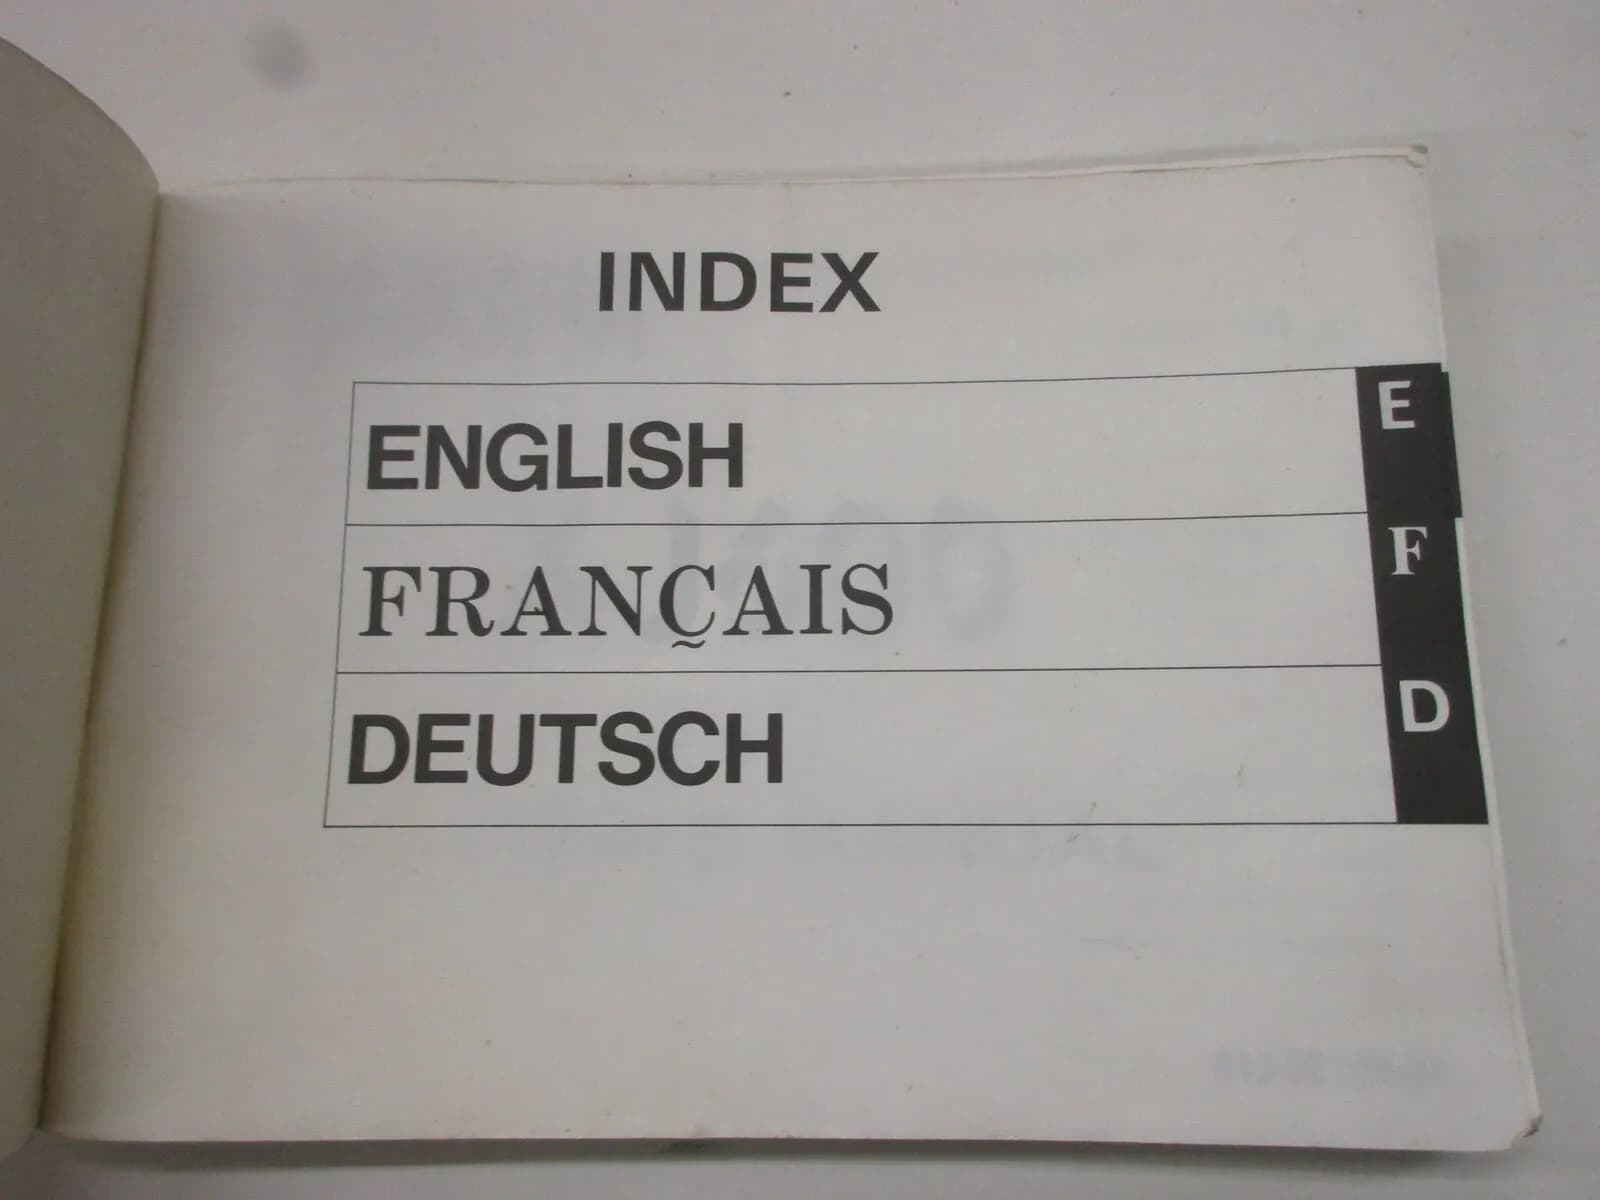 INDEX
ENGLISH E
FRANÇAIS F
DEUTSCH D